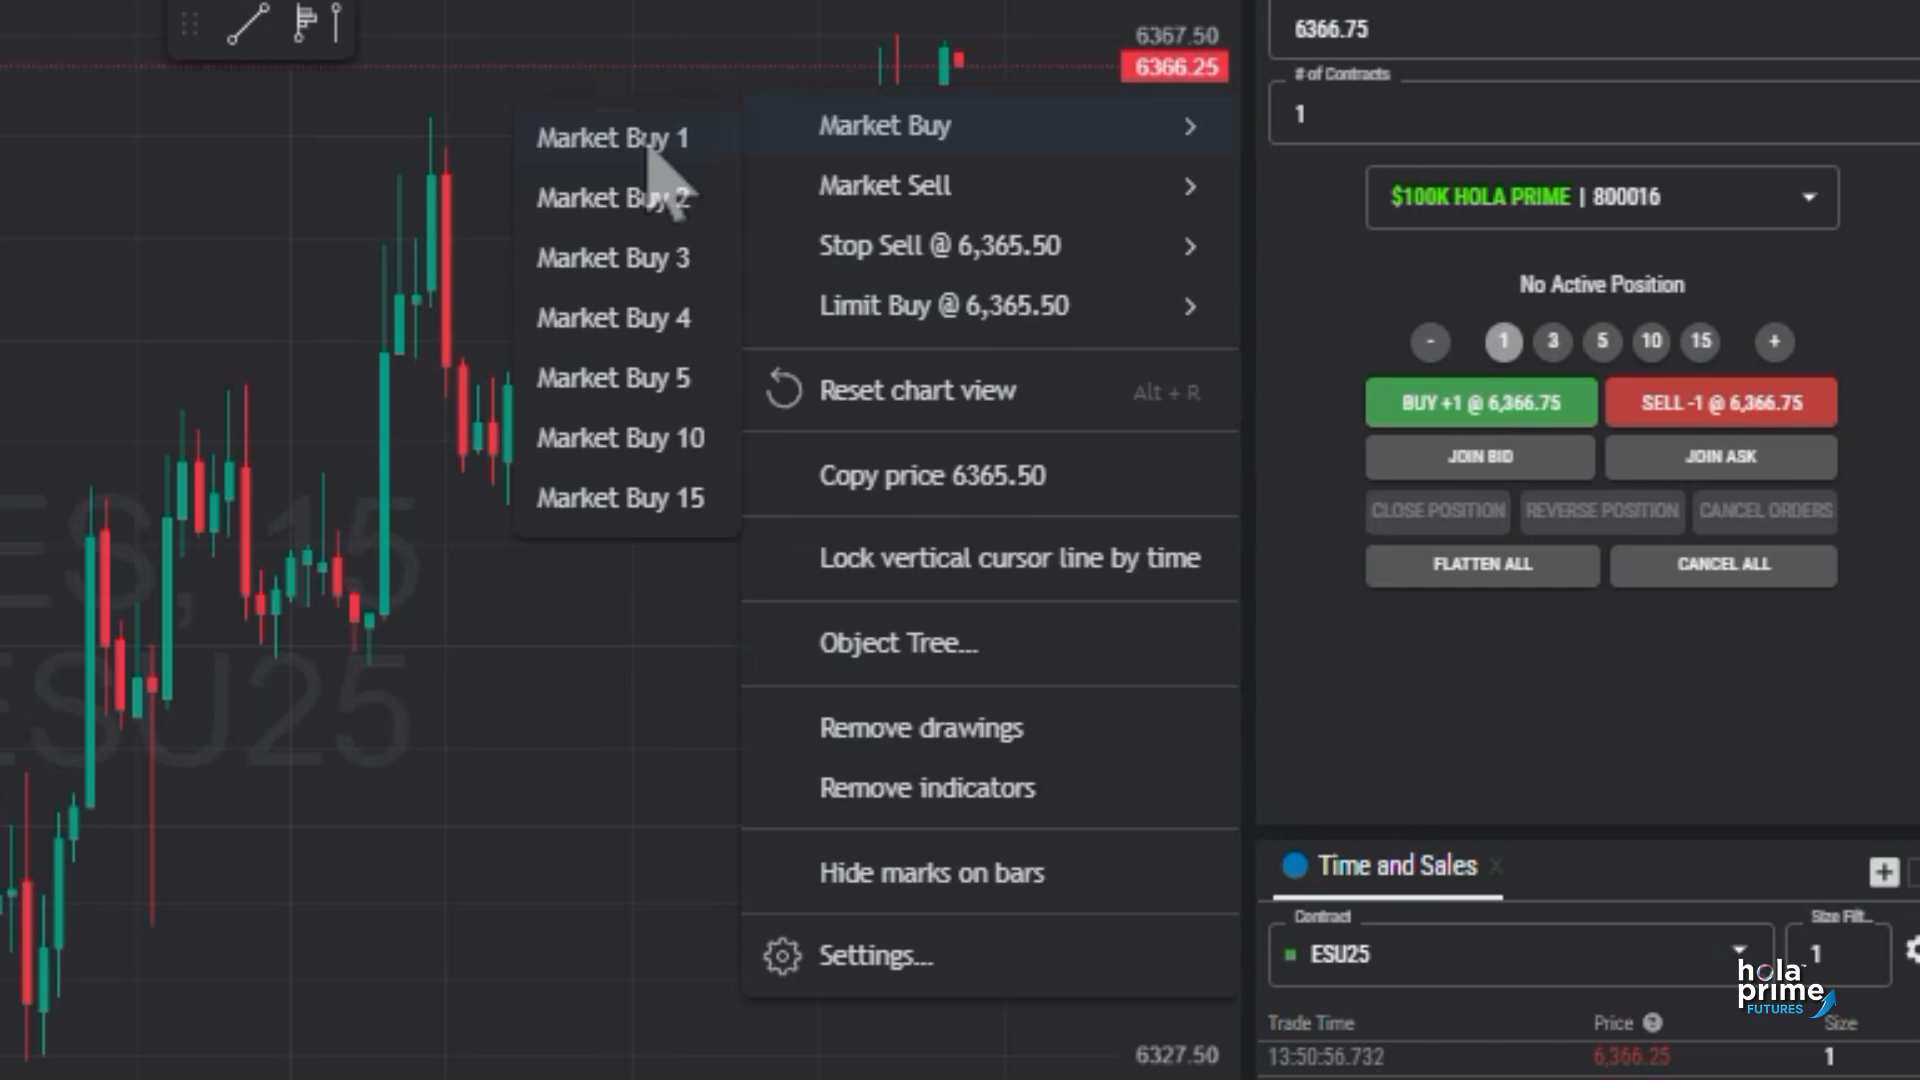 6367.50
6366.25
6327.50
ES, 15
ESU25
Market Buy 1
Market Buy 2
Market Buy 3
Market Buy 4
Market Buy 5
Market Buy 10
Market Buy 15
Market Buy
Market Sell
Stop Sell @ 6,365.50
Limit Buy @ 6,365.50
Reset chart view Alt + R
Copy price 6365.50
Lock vertical cursor line by time
Object Tree...
Remove drawings
Remove indicators
Hide marks on bars
Settings...
6366.75
# of Contracts
1
$100K HOLA PRIME | 800016
No Active Position
- 1 3 5 10 15 +
BUY +1 @ 6,366.75 SELL -1 @ 6,366.75
JOIN BID JOIN ASK
CLOSE POSITION REVERSE POSITION CANCEL ORDERS
FLATTEN ALL CANCEL ALL
Time and Sales X
Contract Size Filt...
ESU25 1
Trade Time Price Size
13:50:56.732 6,366.25 1
hola
prime
FUTURES